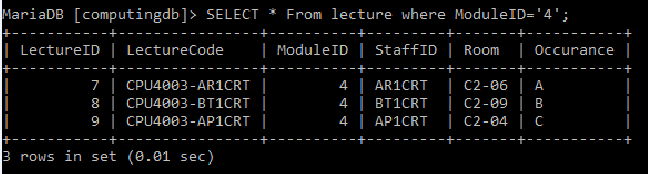 MariaDB [computingdb]> SELECT * From lecture where ModuleID='4';
+-----------+----------------+----------+---------+-------+-----------+
| LectureID | LectureCode    | ModuleID | StaffID | Room  | Occurance |
+-----------+----------------+----------+---------+-------+-----------+
|         7 | CPU4003-AR1CRT |        4 | AR1CRT  | C2-06 | A         |
|         8 | CPU4003-BT1CRT |        4 | BT1CRT  | C2-09 | B         |
|         9 | CPU4003-AP1CRT |        4 | AP1CRT  | C2-04 | C         |
+-----------+----------------+----------+---------+-------+-----------+
3 rows in set (0.01 sec)